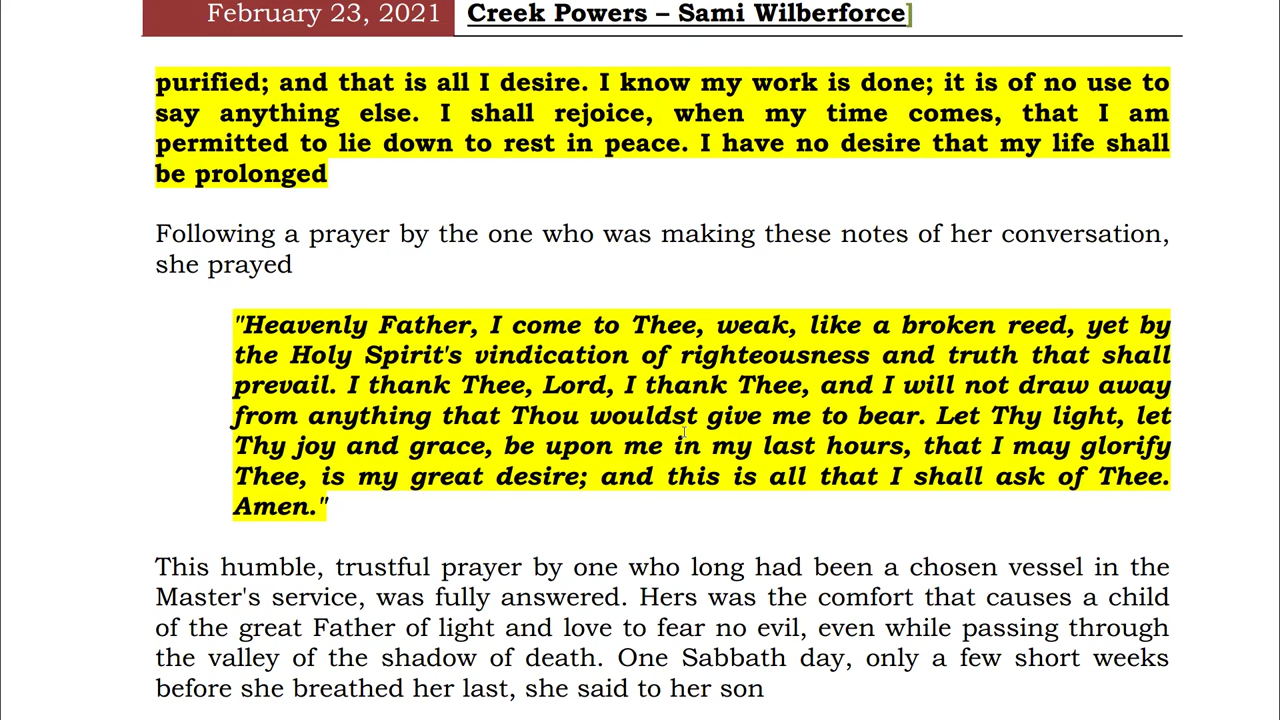 February 23, 2021 Creek Powers – Sami Wilberforce]
purified; and that is all I desire. I know my work is done; it is of no use to
say anything else. I shall rejoice, when my time comes, that I am
permitted to lie down to rest in peace. I have no desire that my life shall
be prolonged
Following a prayer by the one who was making these notes of her conversation,
she prayed
"Heavenly Father, I come to Thee, weak, like a broken reed, yet by
the Holy Spirit's vindication of righteousness and truth that shall
prevail. I thank Thee, Lord, I thank Thee, and I will not draw away
from anything that Thou wouldst give me to bear. Let Thy light, let
Thy joy and grace, be upon me in my last hours, that I may glorify
Thee, is my great desire; and this is all that I shall ask of Thee.
Amen."
This humble, trustful prayer by one who long had been a chosen vessel in the
Master's service, was fully answered. Hers was the comfort that causes a child
of the great Father of light and love to fear no evil, even while passing through
the valley of the shadow of death. One Sabbath day, only a few short weeks
before she breathed her last, she said to her son